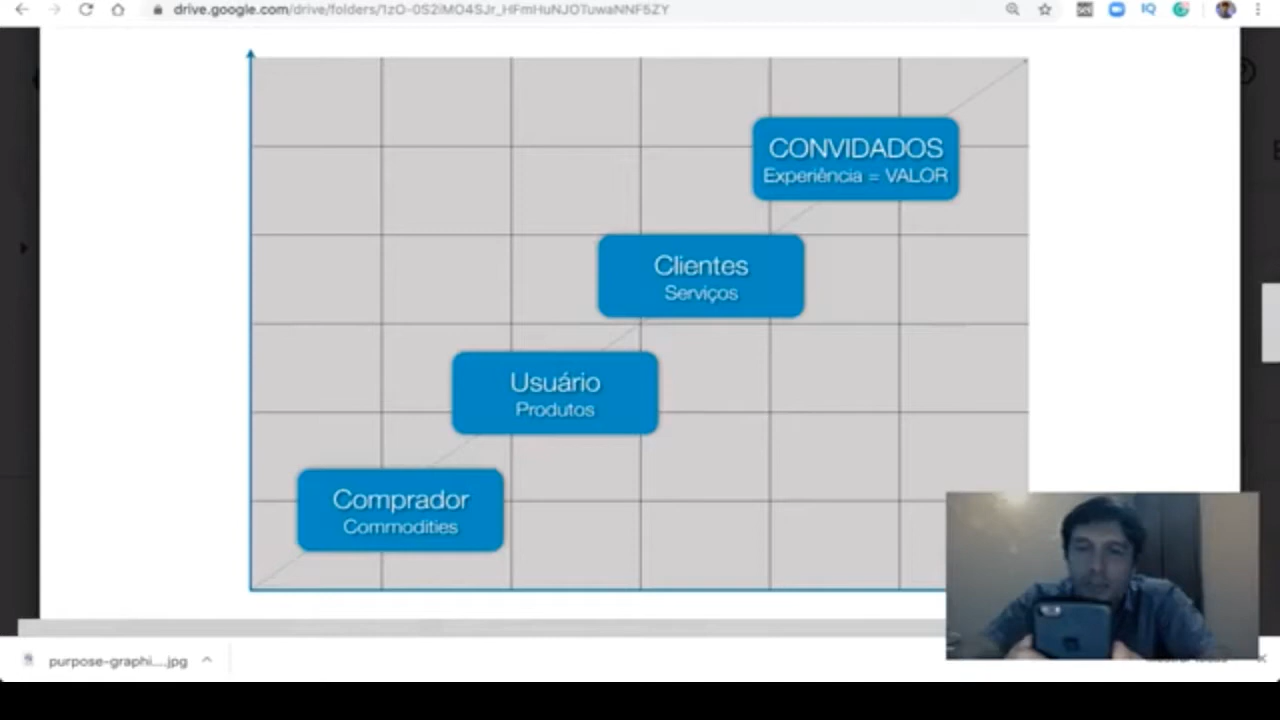 drive.google.com/drive/folders/1zO-0S2iMO4SJr_HFmHuNJOTuwaNNF5ZY
IQ
CONVIDADOS
Experiência = VALOR
Clientes
Serviços
Usuário
Produtos
Comprador
Commodities
purpose-graphi....jpg